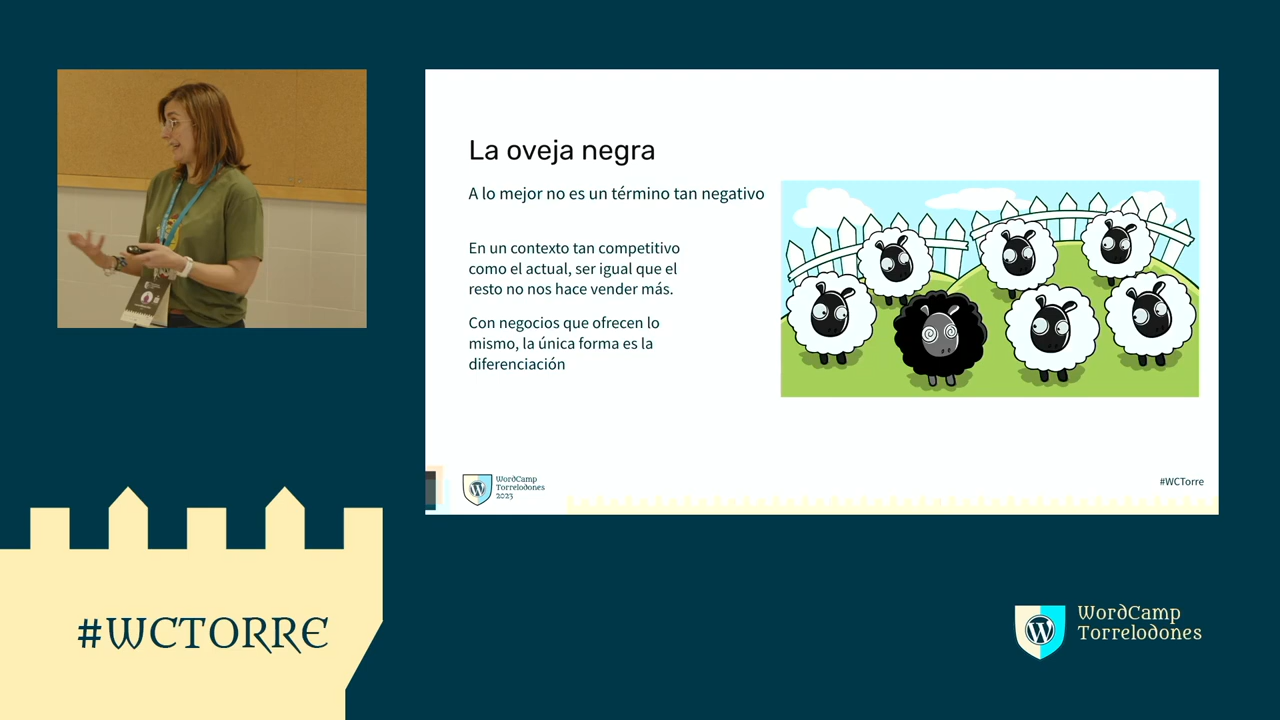 La oveja negra
A lo mejor no es un término tan negativo
En un contexto tan competitivo
como el actual, ser igual que el
resto no nos hace vender más.
Con negocios que ofrecen lo
mismo, la única forma es la
diferenciación
WordCamp
Torrelodones
2023
#WCTorre
#WCTORRE
WordCamp
Torrelodones